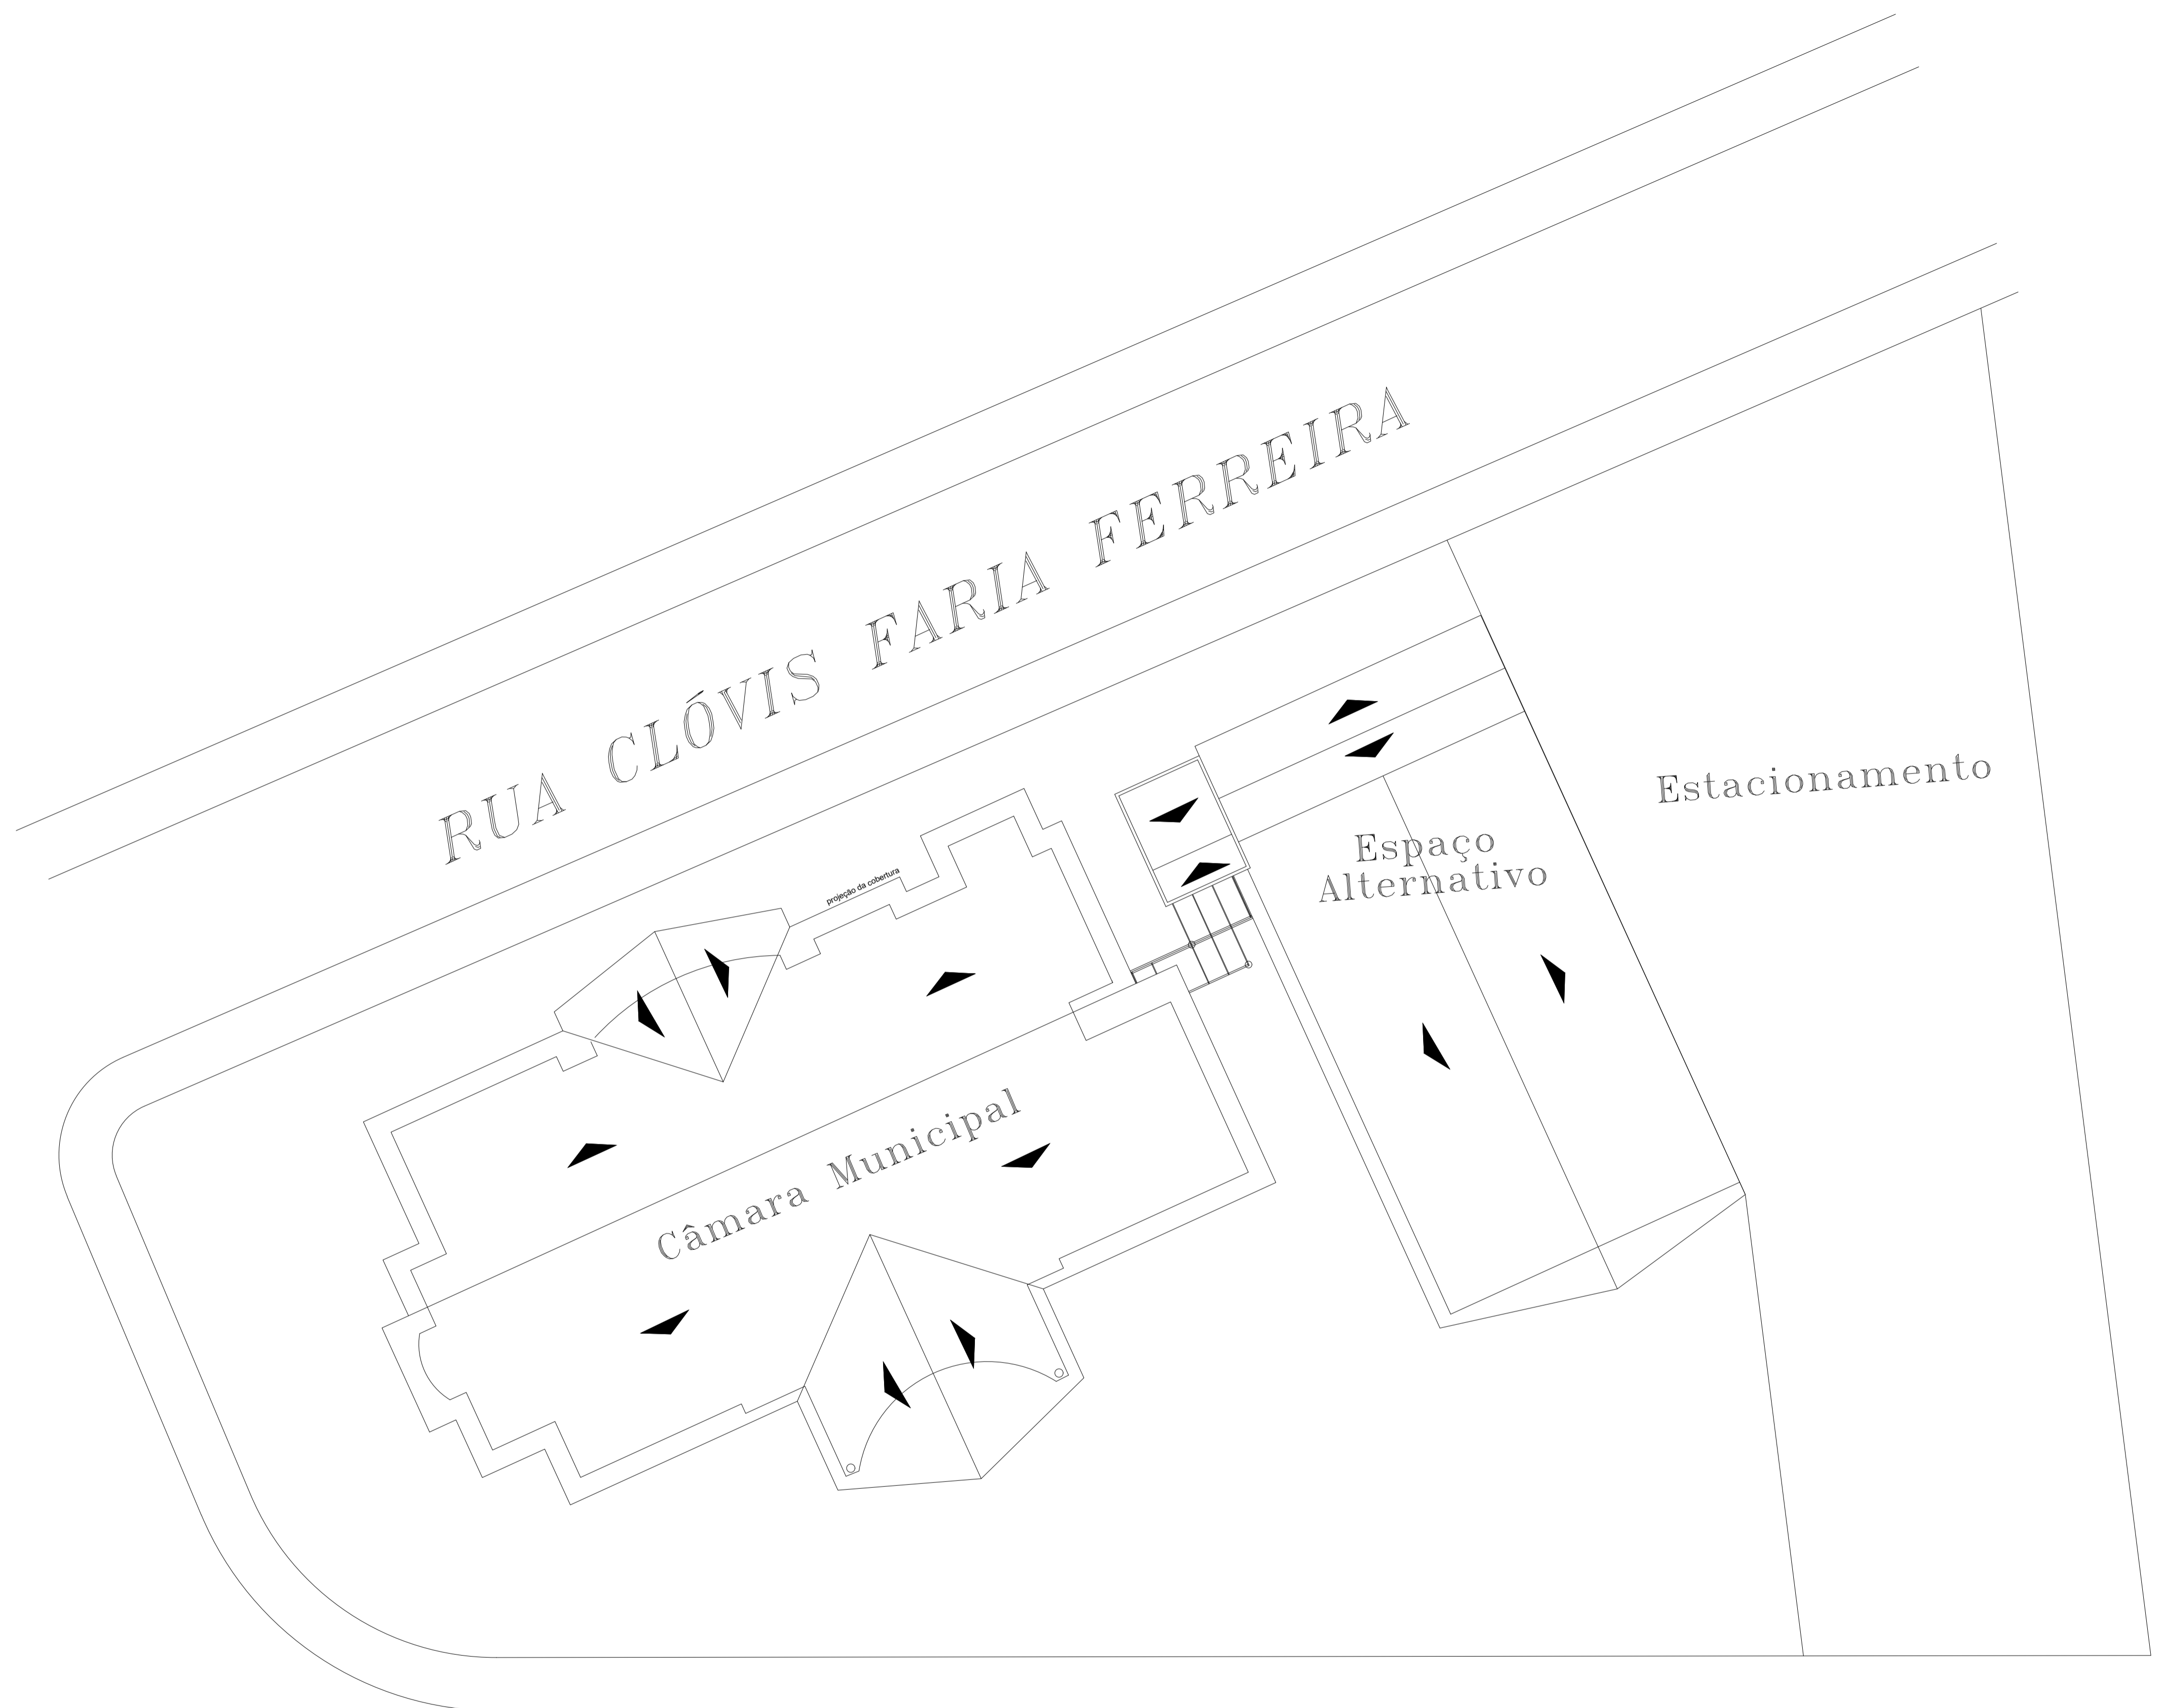 RUA CLÓVIS FARIA FERREIRA
Estacionamento
Espaço
Alternativo
projeção da cobertura
Câmara Municipal